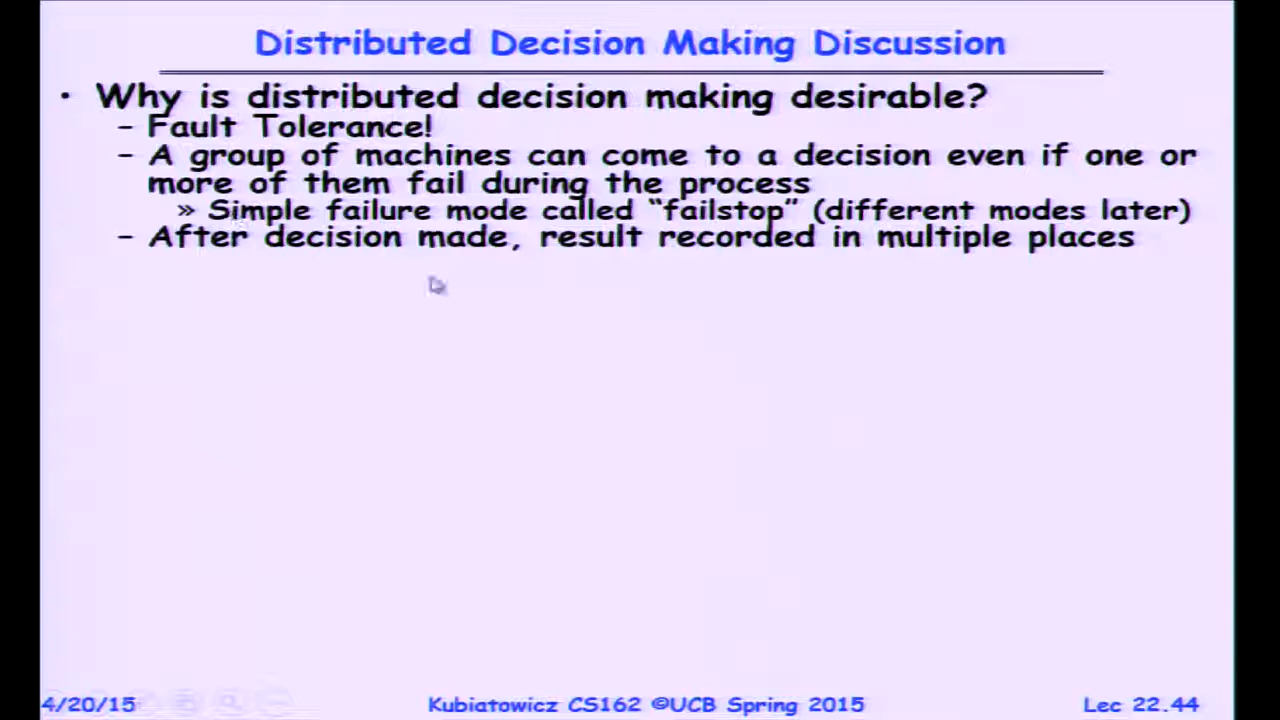 Distributed Decision Making Discussion
• Why is distributed decision making desirable?
– Fault Tolerance!
– A group of machines can come to a decision even if one or
more of them fail during the process
» Simple failure mode called “failstop” (different modes later)
– After decision made, result recorded in multiple places
4/20/15 Kubiatowicz CS162 ©UCB Spring 2015 Lec 22.44